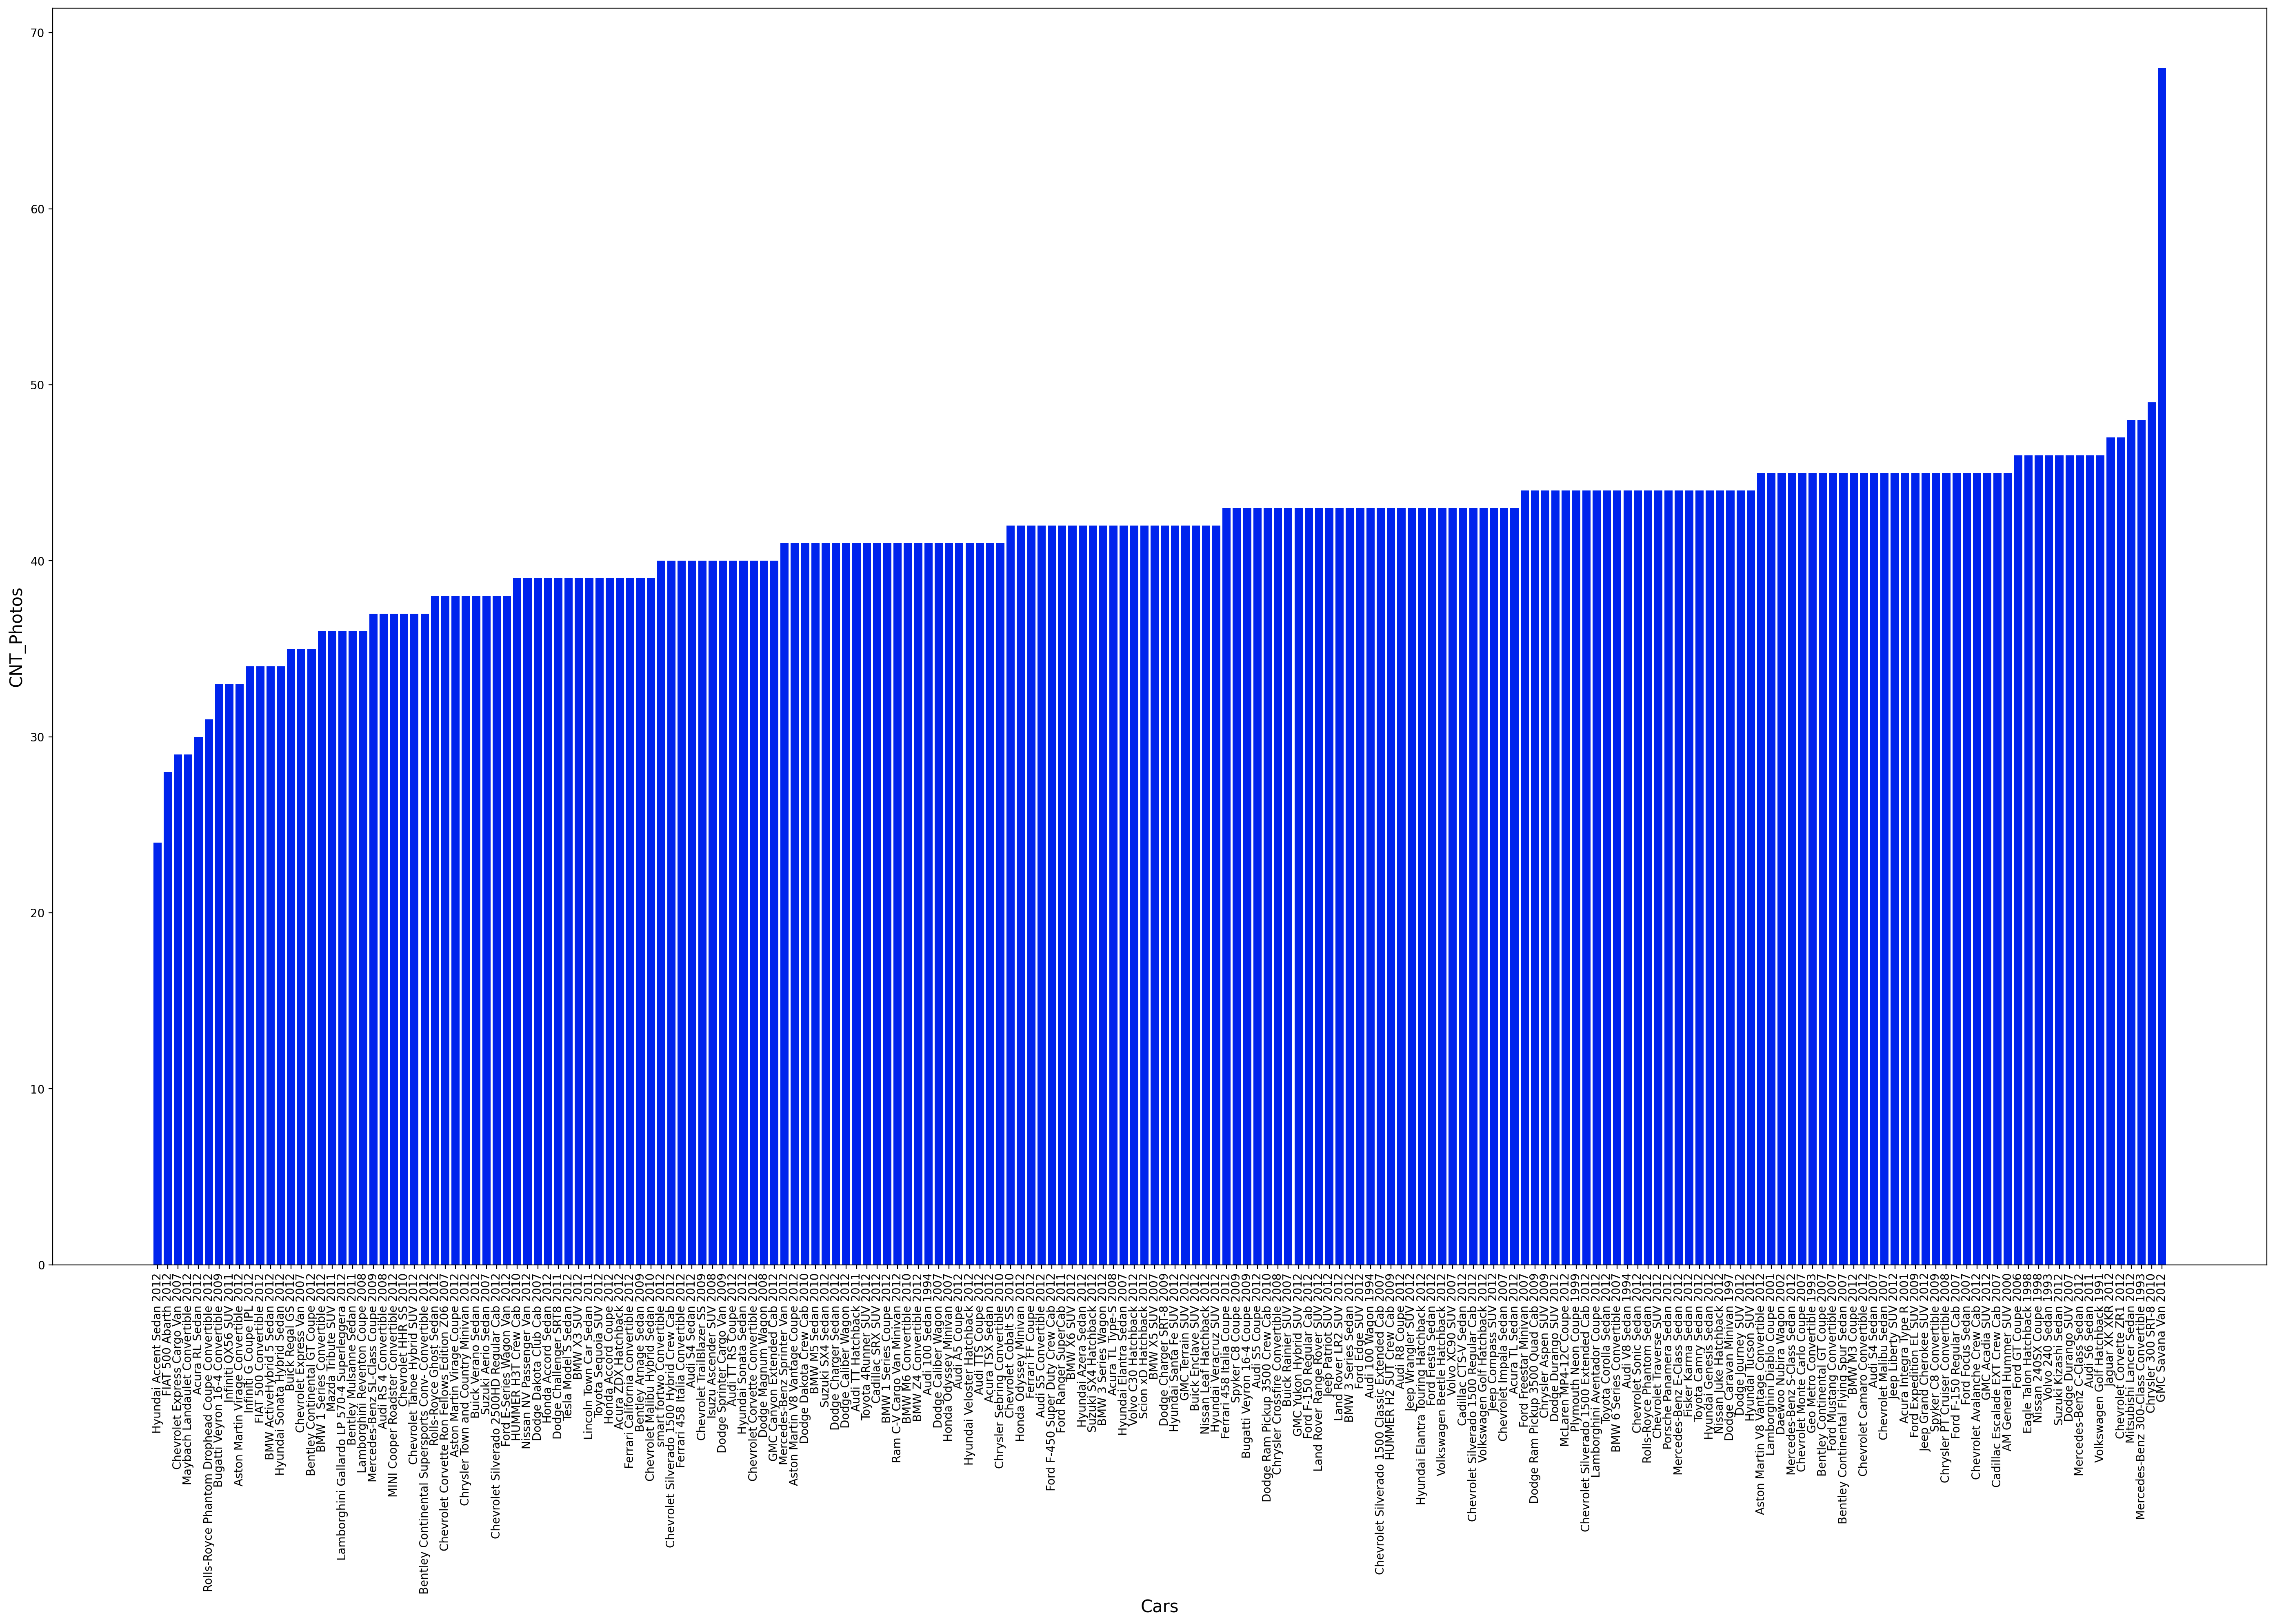 CNT_Photos
70
60
50
40
30
20
10
0
Hyundai Accent Sedan 2012
FIAT 500 Abarth 2012
Chevrolet Express Cargo Van 2007
Maybach Landaulet Convertible 2012
Acura RL Sedan 2012
Rolls-Royce Phantom Drophead Coupe Convertible 2012
Bugatti Veyron 16-4 Convertible 2009
Infiniti QX56 SUV 2011
Aston Martin Virage Convertible 2012
Infiniti G Coupe IPL 2012
FIAT 500 Convertible 2012
BMW ActiveHybrid 5 Sedan 2012
Hyundai Sonata Hybrid Sedan 2012
Buick Regal GS 2012
Chevrolet Express Van 2007
Bentley Continental GT Coupe 2012
BMW 1 Series Convertible 2012
Mazda Tribute SUV 2011
Lamborghini Gallardo LP 570-4 Superleggera 2012
Bentley Mulsanne Sedan 2011
Lamborghini Reventon Coupe 2008
Mercedes-Benz SL-Class Coupe 2009
Audi RS 4 Convertible 2008
MINI Cooper Roadster Convertible 2012
Chevrolet HHR SS 2010
Chevrolet Tahoe Hybrid SUV 2012
Bentley Continental Supersports Conv. Convertible 2012
Rolls-Royce Ghost Sedan 2012
Chevrolet Corvette Ron Fellows Edition Z06 2007
Aston Martin Virage Coupe 2012
Chrysler Town and Country Minivan 2012
Buick Verano Sedan 2012
Suzuki Aerio Sedan 2007
Chevrolet Silverado 2500HD Regular Cab 2012
Ford E-Series Wagon Van 2012
HUMMER H3T Crew Cab 2010
Nissan NV Passenger Van 2012
Dodge Dakota Club Cab 2007
Honda Accord Sedan 2012
Dodge Challenger SRT8 2011
Tesla Model S Sedan 2012
BMW X3 SUV 2012
Lincoln Town Car Sedan 2011
Toyota Sequoia SUV 2012
Honda Accord Coupe 2012
Acura ZDX Hatchback 2012
Ferrari California Convertible 2012
Bentley Arnage Sedan 2009
Chevrolet Malibu Hybrid Sedan 2010
smart fortwo Convertible 2012
Chevrolet Silverado 1500 Hybrid Crew Cab 2012
Ferrari 458 Italia Convertible 2012
Audi S4 Sedan 2012
Chevrolet TrailBlazer SS 2009
Isuzu Ascender SUV 2008
Dodge Sprinter Cargo Van 2009
Audi TT RS Coupe 2012
Hyundai Sonata Sedan 2012
Chevrolet Corvette Convertible 2012
Dodge Magnum Wagon 2008
GMC Canyon Extended Cab 2012
Mercedes-Benz Sprinter Van 2012
Aston Martin V8 Vantage Coupe 2012
Dodge Dakota Crew Cab 2010
BMW M5 Sedan 2010
Suzuki SX4 Sedan 2012
Dodge Charger Sedan 2012
Dodge Caliber Wagon 2012
Audi TT Hatchback 2011
Toyota 4Runner SUV 2012
Cadillac SRX SUV 2012
BMW 1 Series Coupe 2012
Ram C-V Cargo Van Minivan 2012
BMW M6 Convertible 2010
BMW Z4 Convertible 2012
Audi 100 Sedan 1994
Dodge Caliber Wagon 2007
Honda Odyssey Minivan 2007
Audi A5 Coupe 2012
Hyundai Veloster Hatchback 2012
Audi TTS Coupe 2012
Acura TSX Sedan 2012
Chrysler Sebring Convertible 2010
Chevrolet Cobalt SS 2010
Honda Odyssey Minivan 2012
Ferrari FF Coupe 2012
Audi S5 Convertible 2012
Ford F-450 Super Duty Crew Cab 2012
Ford Ranger SuperCab 2011
BMW X6 SUV 2012
Hyundai Azera Sedan 2012
Suzuki SX4 Hatchback 2012
BMW 3 Series Wagon 2012
Acura TL Type-S 2008
Hyundai Elantra Sedan 2007
Volvo C30 Hatchback 2012
Scion xD Hatchback 2012
BMW X5 SUV 2007
Dodge Charger SRT-8 2009
Hyundai Santa Fe SUV 2012
GMC Terrain SUV 2012
Buick Enclave SUV 2012
Nissan Leaf Hatchback 2012
Hyundai Veracruz SUV 2012
Ferrari 458 Italia Coupe 2012
Spyker C8 Coupe 2009
Bugatti Veyron 16-4 Coupe 2009
Audi S5 Coupe 2012
Dodge Ram Pickup 3500 Crew Cab 2010
Chrysler Crossfire Convertible 2008
Buick Rainier SUV 2007
GMC Yukon Hybrid SUV 2012
Ford F-150 Regular Cab 2012
Land Rover Range Rover SUV 2012
Jeep Patriot SUV 2012
Land Rover LR2 SUV 2012
BMW 3 Series Sedan 2012
Ford Edge SUV 2012
Audi 100 Wagon 1994
Chevrolet Silverado 1500 Classic Extended Cab 2007
HUMMER H2 SUT Crew Cab 2009
Audi R8 Coupe 2012
Jeep Wrangler SUV 2012
Hyundai Elantra Touring Hatchback 2012
Ford Fiesta Sedan 2012
Volkswagen Beetle Hatchback 2012
Volvo XC90 SUV 2007
Cadillac CTS-V Sedan 2012
Chevrolet Silverado 1500 Regular Cab 2012
Volkswagen Golf Hatchback 2012
Jeep Compass SUV 2012
Chevrolet Impala Sedan 2007
Acura TL Sedan 2012
Ford Freestar Minivan 2007
Dodge Ram Pickup 3500 Quad Cab 2009
Chrysler Aspen SUV 2009
Dodge Durango SUV 2012
McLaren MP4-12C Coupe 2012
Plymouth Neon Coupe 1999
Chevrolet Silverado 1500 Extended Cab 2012
Lamborghini Aventador Coupe 2012
Toyota Corolla Sedan 2012
BMW 6 Series Convertible 2007
Audi V8 Sedan 1994
Chevrolet Sonic Sedan 2012
Rolls-Royce Phantom Sedan 2012
Chevrolet Traverse SUV 2012
Porsche Panamera Sedan 2012
Mercedes-Benz E-Class Sedan 2012
Fisker Karma Sedan 2012
Toyota Camry Sedan 2012
Hyundai Genesis Sedan 2012
Nissan Juke Hatchback 2012
Dodge Caravan Minivan 1997
Dodge Journey SUV 2012
Hyundai Tucson SUV 2012
Aston Martin V8 Vantage Convertible 2012
Lamborghini Diablo Coupe 2001
Daewoo Nubira Wagon 2002
Mercedes-Benz S-Class Sedan 2012
Chevrolet Monte Carlo Coupe 2007
Geo Metro Convertible 1993
Bentley Continental GT Coupe 2007
Ford Mustang Convertible 2007
Bentley Continental Flying Spur Sedan 2007
BMW M3 Coupe 2012
Chevrolet Camaro Convertible 2012
Audi S4 Sedan 2007
Chevrolet Malibu Sedan 2007
Jeep Liberty SUV 2012
Acura Integra Type R 2001
Ford Expedition EL SUV 2009
Jeep Grand Cherokee SUV 2012
Spyker C8 Convertible 2009
Chrysler PT Cruiser Convertible 2008
Ford F-150 Regular Cab 2007
Ford Focus Sedan 2007
Chevrolet Avalanche Crew Cab 2012
GMC Acadia SUV 2012
Cadillac Escalade EXT Crew Cab 2007
AM General Hummer SUV 2000
Ford GT Coupe 2006
Eagle Talon Hatchback 1998
Nissan 240SX Coupe 1998
Volvo 240 Sedan 1993
Suzuki Kizashi Sedan 2012
Dodge Durango SUV 2007
Mercedes-Benz C-Class Sedan 2012
Audi S6 Sedan 2011
Volkswagen Golf Hatchback 1991
Jaguar XK XKR 2012
Chevrolet Corvette ZR1 2012
Mitsubishi Lancer Sedan 2012
Mercedes-Benz 300-Class Convertible 1993
Chrysler 300 SRT-8 2010
GMC Savana Van 2012
Cars